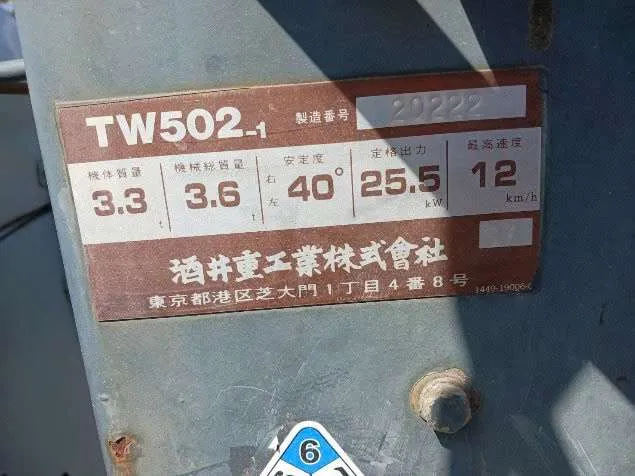 TW502-1 製造番号 20222
機体質量 機械総質量 安定度 定格出力 最高速度
3.3 t 3.6 t 右左 40° 25.5 kW 12 km/h
酒井重工業株式會社
東京都港区芝大門1丁目4番8号 1449-19006-0
6